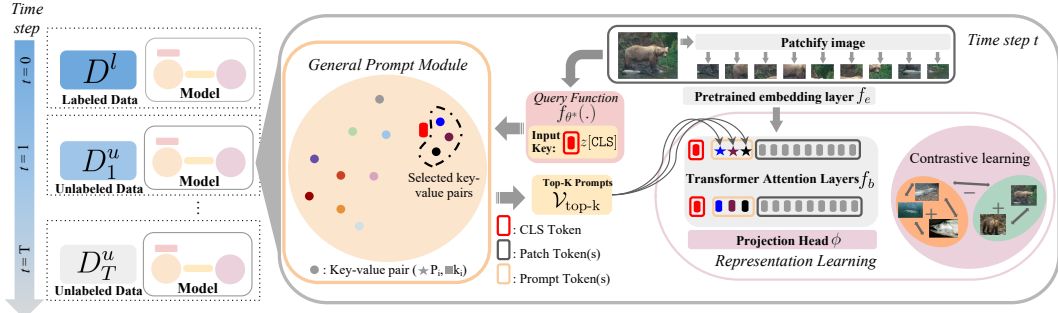 Time
step
t=0
D^l
Labeled Data
Model
t=1
D_1^u
Unlabeled Data
Model
⋮
t=T
D_T^u
Unlabeled Data
Model
General Prompt Module
Selected key-
value pairs
: Key-value pair (★P_i, k_i)
Query Function
f_{θ*}(.)
Input
Key:
z[CLS]
Top-K Prompts
V_{top-k}
: CLS Token
: Patch Token(s)
: Prompt Token(s)
Time step t
Patchify image
Pretrained embedding layer f_e
Transformer Attention Layers f_b
Projection Head ϕ
Representation Learning
Contrastive learning
−
+
+